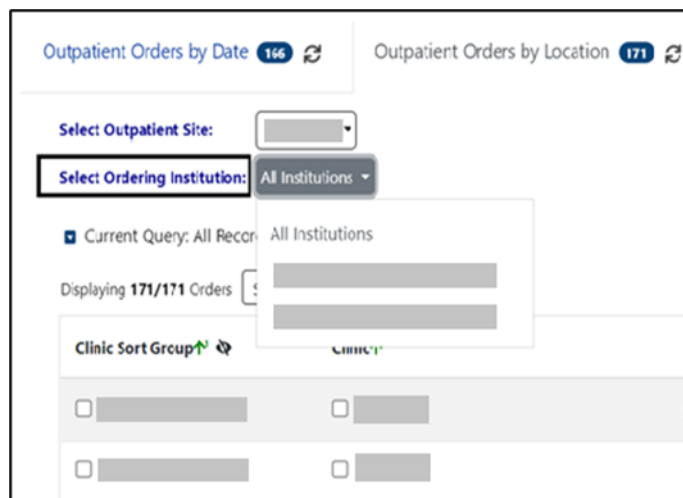 Outpatient Orders by Date 166
Outpatient Orders by Location 171
Select Outpatient Site:
Select Ordering Institution: All Institutions
Current Query: All Recor
All Institutions
Displaying 171/171 Orders S
Clinic Sort Group
Clinic